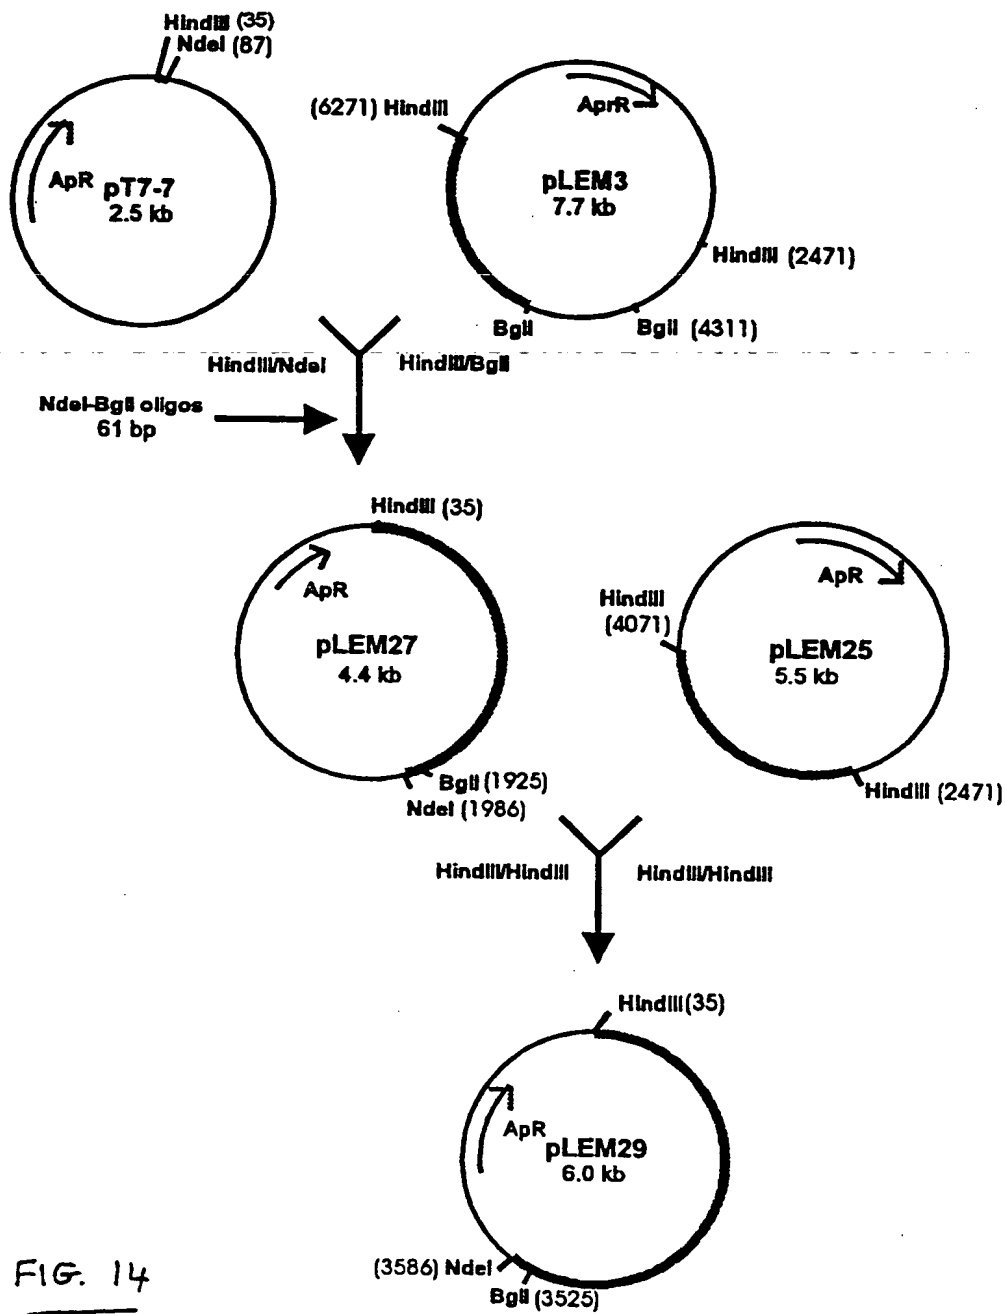 HindIII (35)
NdeI (87)
ApR
pT7-7
2.5 kb
(6271) HindIII
AprR
pLEM3
7.7 kb
HindIII (2471)
BglI
BglI (4311)
HindIII/NdeI
HindIII/BglI
NdeI-BglI oligos
61 bp
HindIII (35)
ApR
pLEM27
4.4 kb
BglI (1925)
NdeI (1986)
ApR
HindIII
(4071)
pLEM25
5.5 kb
HindIII (2471)
HindIII/HindIII
HindIII/HindIII
HindIII (35)
ApR
pLEM29
6.0 kb
(3586) NdeI
BglI (3525)
FIG. 14